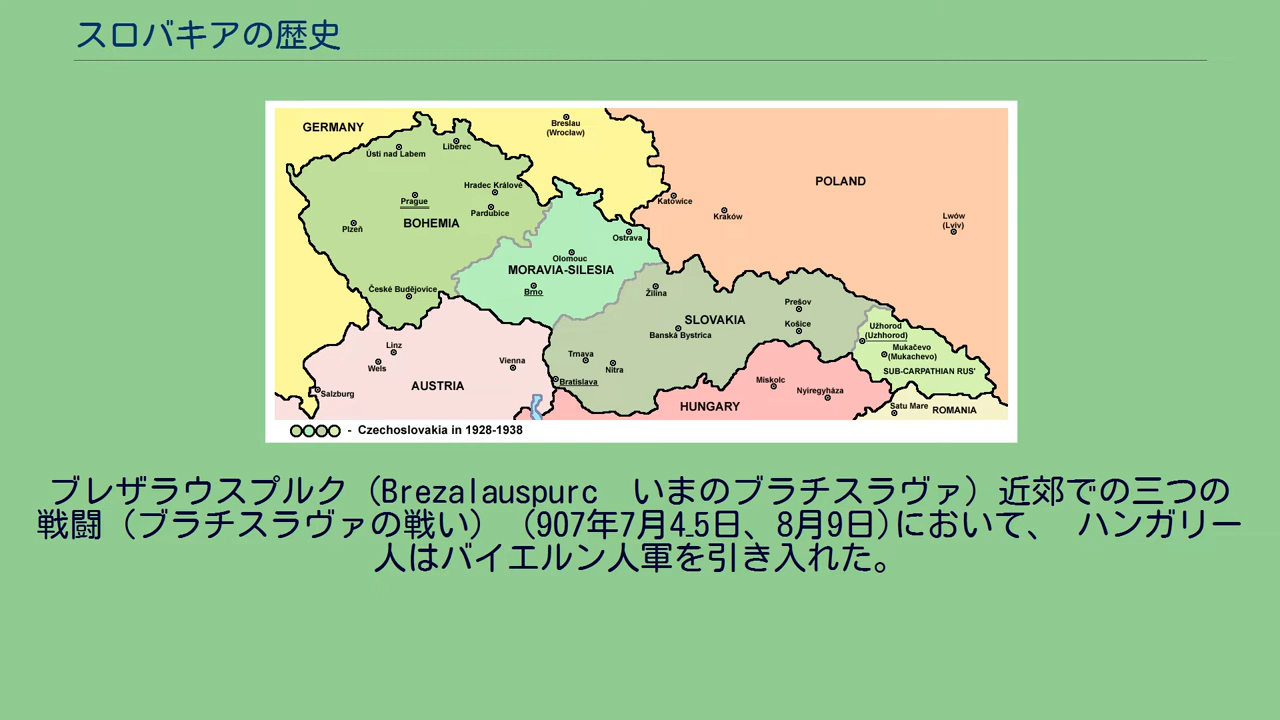 スロバキアの歴史
GERMANY
Breslau
(Wrocław)
Ústi nad Labem
Liberec
POLAND
Hradec Králové
Prague
Katowice
Pardubice
Kraków
Lwów
(Lviv)
BOHEMIA
Plzeň
Ostrava
Olomouc
MORAVIA-SILESIA
České Budějovice
Brno
Žilina
Prešov
SLOVAKIA
Košice
Banská Bystrica
Užhorod
(Uzhhorod)
Linz
Mukačevo
(Mukachevo)
Trnava
Vienna
Wels
Nitra
SUB-CARPATHIAN RUS'
Bratislava
AUSTRIA
Miskolc
Nyiregyháza
Salzburg
HUNGARY
Satu Mare
ROMANIA
- Czechoslovakia in 1928-1938
ブレザラウスプルク（Brezalauspurc　いまのブラチスラヴァ）近郊での三つの
戦闘（ブラチスラヴァの戦い）（907年7月4_5日、8月9日)において、 ハンガリー
人はバイエルン人軍を引き入れた。